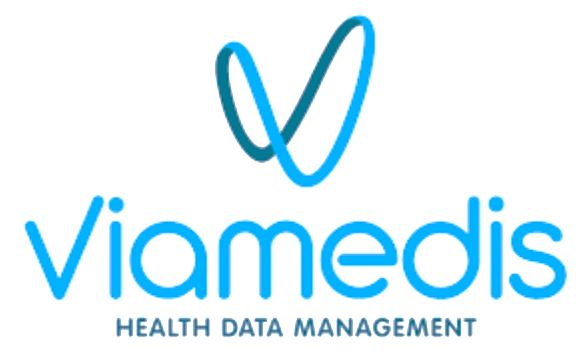 Viamedis
HEALTH DATA MANAGEMENT